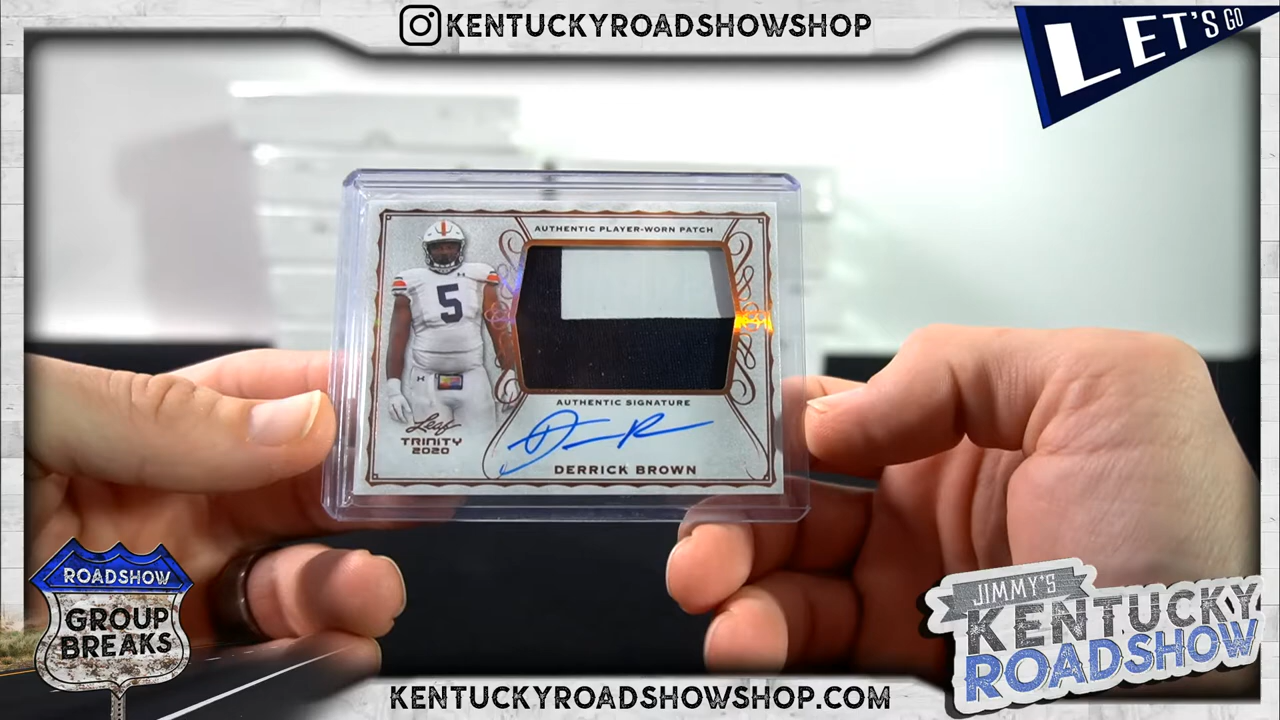 KENTUCKYROADSHOWSHOP
LET'S GO
AUTHENTIC PLAYER-WORN PATCH
5
AUTHENTIC SIGNATURE
Leaf
TRINITY
2020
DERRICK BROWN
ROADSHOW
GROUP
BREAKS
JIMMY'S
KENTUCKY
ROADSHOW
KENTUCKYROADSHOWSHOP.COM